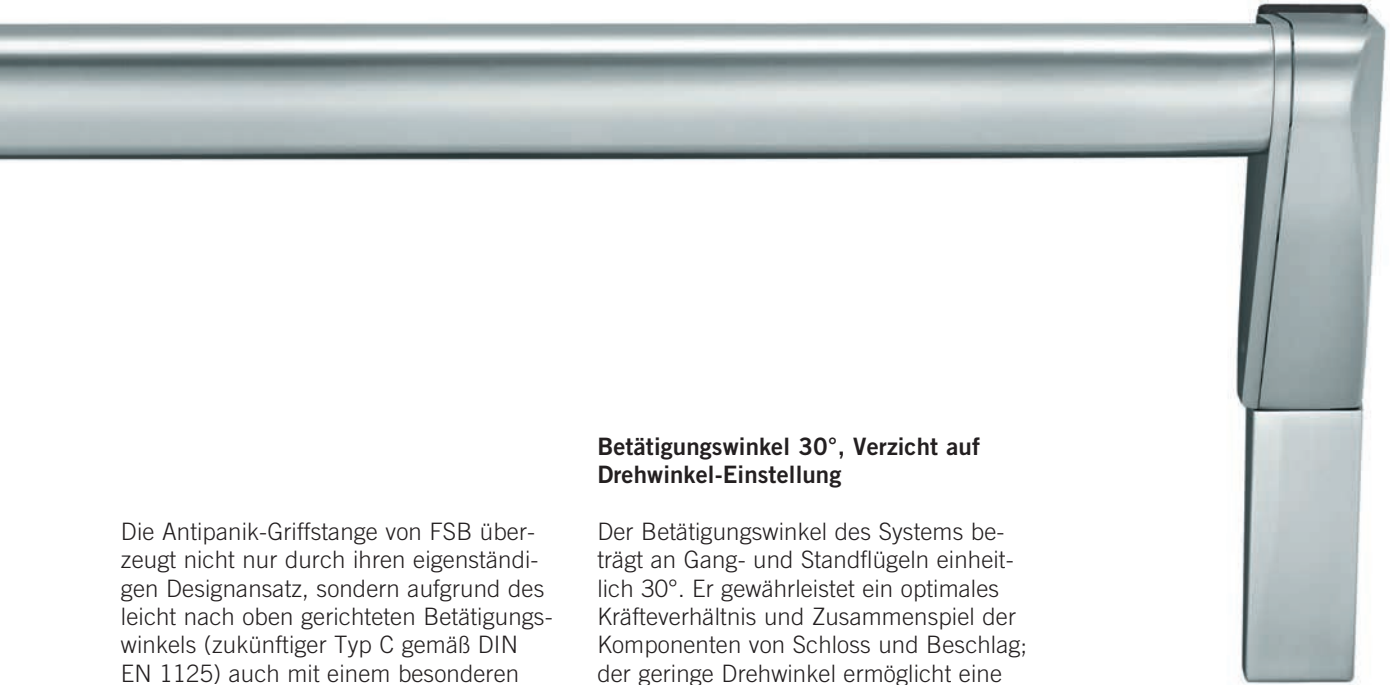 Die Antipanik-Griffstange von FSB über-
zeugt nicht nur durch ihren eigenständi-
gen Designansatz, sondern aufgrund des
leicht nach oben gerichteten Betätigungs-
winkels (zukünftiger Typ C gemäß DIN
EN 1125) auch mit einem besonderen
Betätigungswinkel 30°, Verzicht auf
Drehwinkel-Einstellung
Der Betätigungswinkel des Systems be-
trägt an Gang- und Standflügeln einheit-
lich 30°. Er gewährleistet ein optimales
Kräfteverhältnis und Zusammenspiel der
Komponenten von Schloss und Beschlag;
der geringe Drehwinkel ermöglicht eine